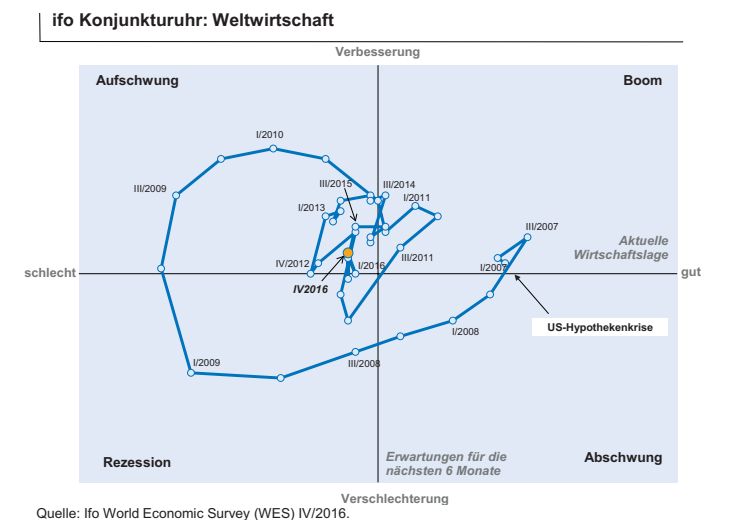 ifo Konjunkturuhr: Weltwirtschaft
Verbesserung
Aufschwung
Boom
I/2010
III/2009
III/2015
III/2014
I/2013
I/2011
III/2007
III/2011
Aktuelle
Wirtschaftslage
IV/2012
I/2016
I/2007
schlecht
gut
IV2016
US-Hypothekenkrise
I/2008
I/2009
III/2008
Rezession
Erwartungen für die
nächsten 6 Monate
Abschwung
Verschlechterung
Quelle: Ifo World Economic Survey (WES) IV/2016.